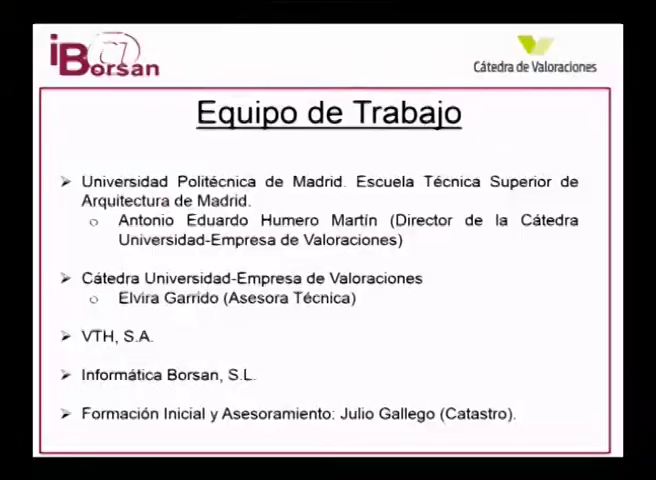 iBorsan
Cátedra de Valoraciones
Equipo de Trabajo
Universidad Politécnica de Madrid. Escuela Técnica Superior de
Arquitectura de Madrid.
Antonio Eduardo Humero Martín (Director de la Cátedra
Universidad-Empresa de Valoraciones)
Cátedra Universidad-Empresa de Valoraciones
Elvira Garrido (Asesora Técnica)
VTH, S.A.
Informática Borsan, S.L.
Formación Inicial y Asesoramiento: Julio Gallego (Catastro).